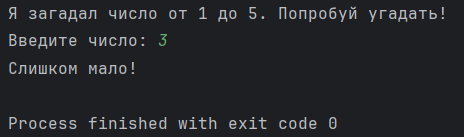 Я загадал число от 1 до 5. Попробуй угадать!
Введите число: 3
Слишком мало!
Process finished with exit code 0